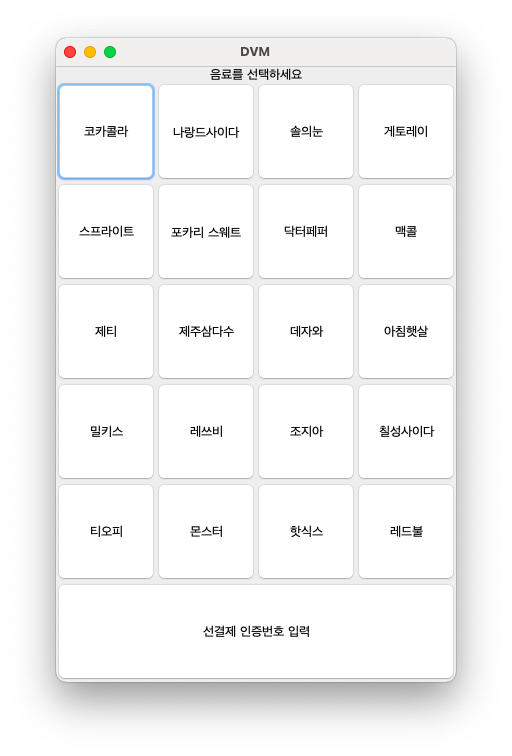 DVM
음료를 선택하세요
코카콜라 나랑드사이다 솔의눈 게토레이
스프라이트 포카리 스웨트 닥터페퍼 맥콜
제티 제주삼다수 데자와 아침햇살
밀키스 레쓰비 조지아 칠성사이다
티오피 몬스터 핫식스 레드불
선결제 인증번호 입력